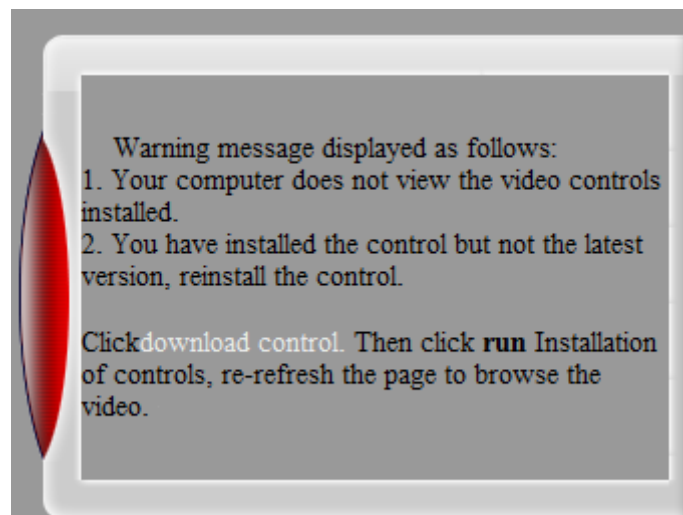 Warning message displayed as follows:
1. Your computer does not view the video controls
installed.
2. You have installed the control but not the latest
version, reinstall the control.
Clickdownload control. Then click run Installation
of controls, re-refresh the page to browse the
video.